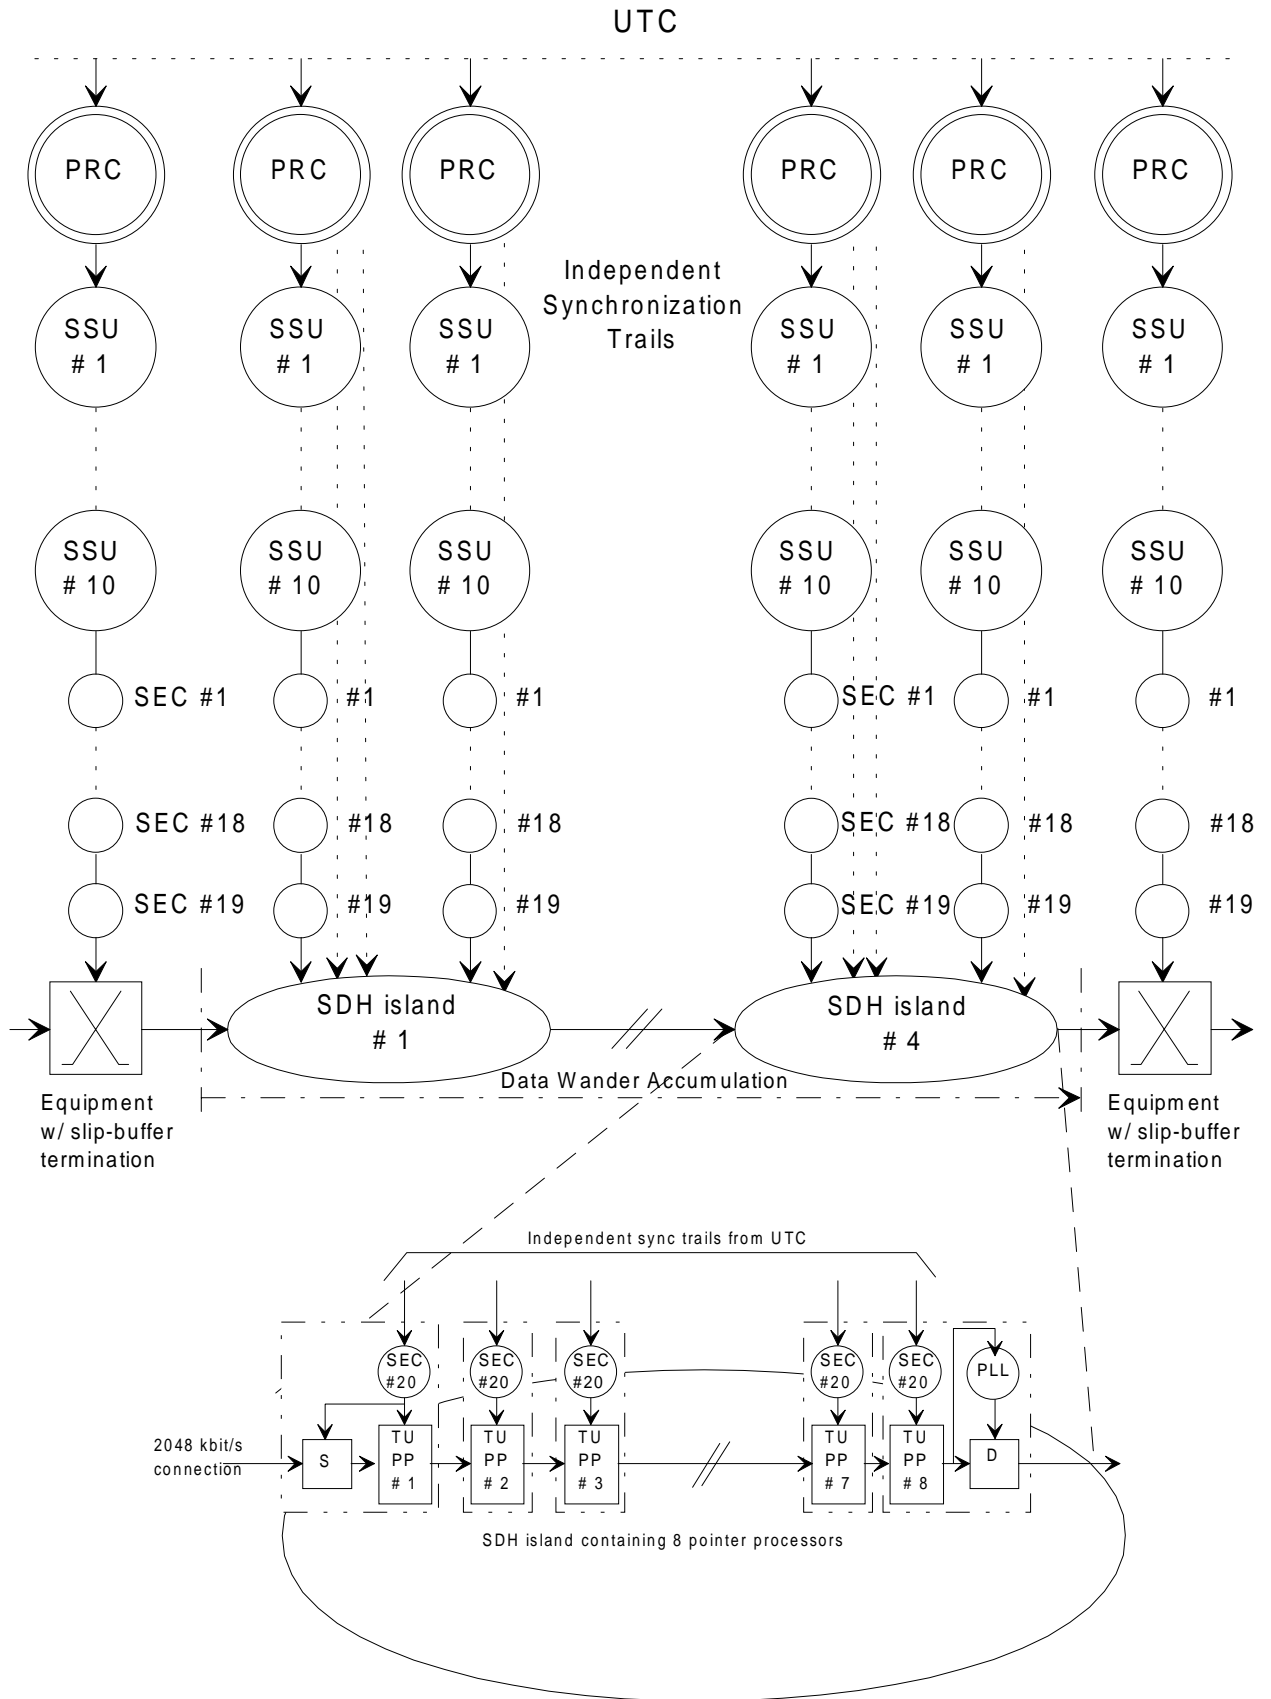 UTC
PRC PRC PRC PRC PRC PRC
Independent
Synchronization
Trails
SSU SSU SSU SSU SSU SSU
# 1 # 1 # 1 # 1 # 1 # 1
SSU SSU SSU SSU SSU SSU
# 10 # 10 # 10 # 10 # 10 # 10
SEC #1 #1 #1 SEC #1 #1 #1
SEC #18 #18 #18 SEC #18 #18 #18
SEC #19 #19 #19 SEC #19 #19 #19
SDH island
# 1
SDH island
# 4
Data Wander Accumulation
Equipment
w/ slip-buffer
termination
Equipment
w/ slip-buffer
termination
Independent sync trails from UTC
SEC SEC SEC SEC SEC PLL
#20 #20 #20 #20 #20
2048 kbit/s
connection
S
TU
PP
# 1
TU
PP
# 2
TU
PP
# 3
TU
PP
# 7
TU
PP
# 8
D
SDH island containing 8 pointer processors